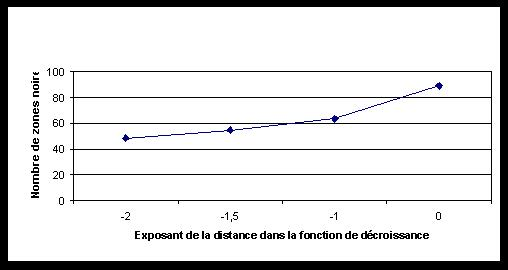 Nombre de zones noire
100
80
60
40
20
0
-2 -1,5 -1 0
Exposant de la distance dans la fonction de décroissance